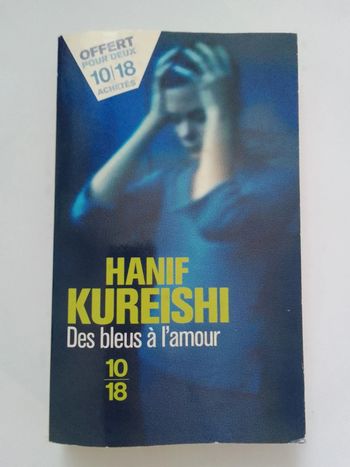 OFFERT
POUR DEUX
10|18
ACHETÉS
HANIF
KUREISHI
Des bleus à l'amour
10
18